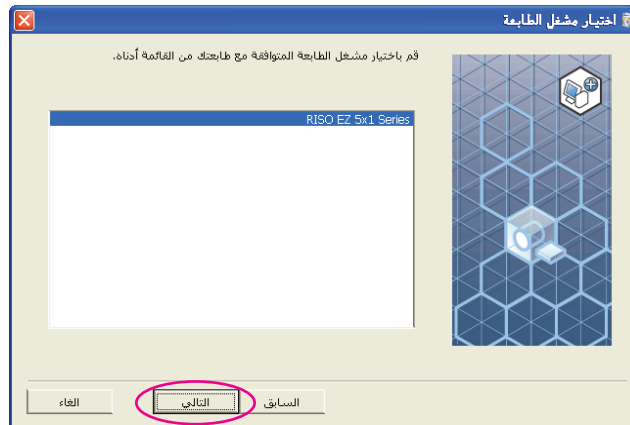 اختيار مشغل الطابعة
قم باختيار مشغل الطابعة المتوافقة مع طابعتك من القائمة أدناه.
RISO EZ 5x1 Series
السابق
التالي
الغاء